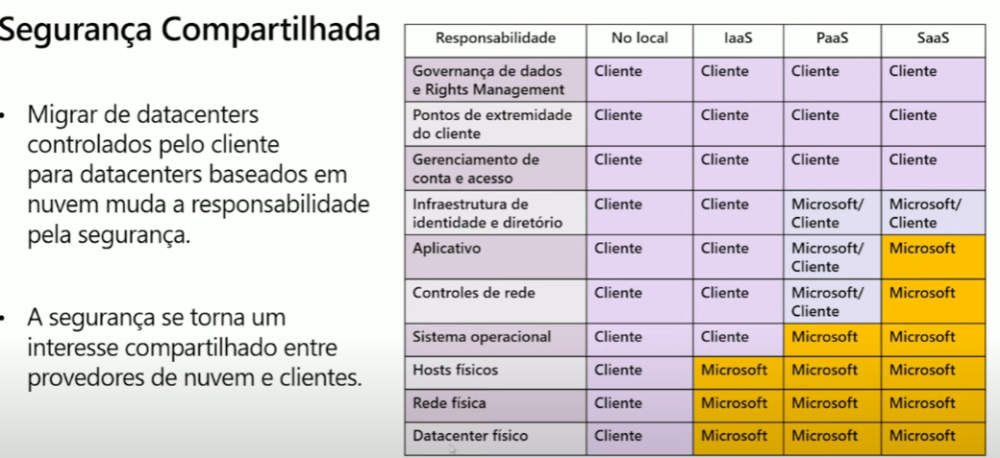 Segurança Compartilhada
• Migrar de datacenters
controlados pelo cliente
para datacenters baseados em
nuvem muda a responsabilidade
pela segurança.
• A segurança se torna um
interesse compartilhado entre
provedores de nuvem e clientes.
Responsabilidade No local IaaS PaaS SaaS
Governança de dados
e Rights Management Cliente Cliente Cliente Cliente
Pontos de extremidade
do cliente Cliente Cliente Cliente Cliente
Gerenciamento de
conta e acesso Cliente Cliente Cliente Cliente
Infraestrutura de
identidade e diretório Cliente Cliente Microsoft/
Cliente Microsoft/
Cliente
Aplicativo Cliente Cliente Microsoft/
Cliente Microsoft
Controles de rede Cliente Cliente Microsoft/
Cliente Microsoft
Sistema operacional Cliente Cliente Microsoft Microsoft
Hosts físicos Cliente Microsoft Microsoft Microsoft
Rede física Cliente Microsoft Microsoft Microsoft
Datacenter físico Cliente Microsoft Microsoft Microsoft